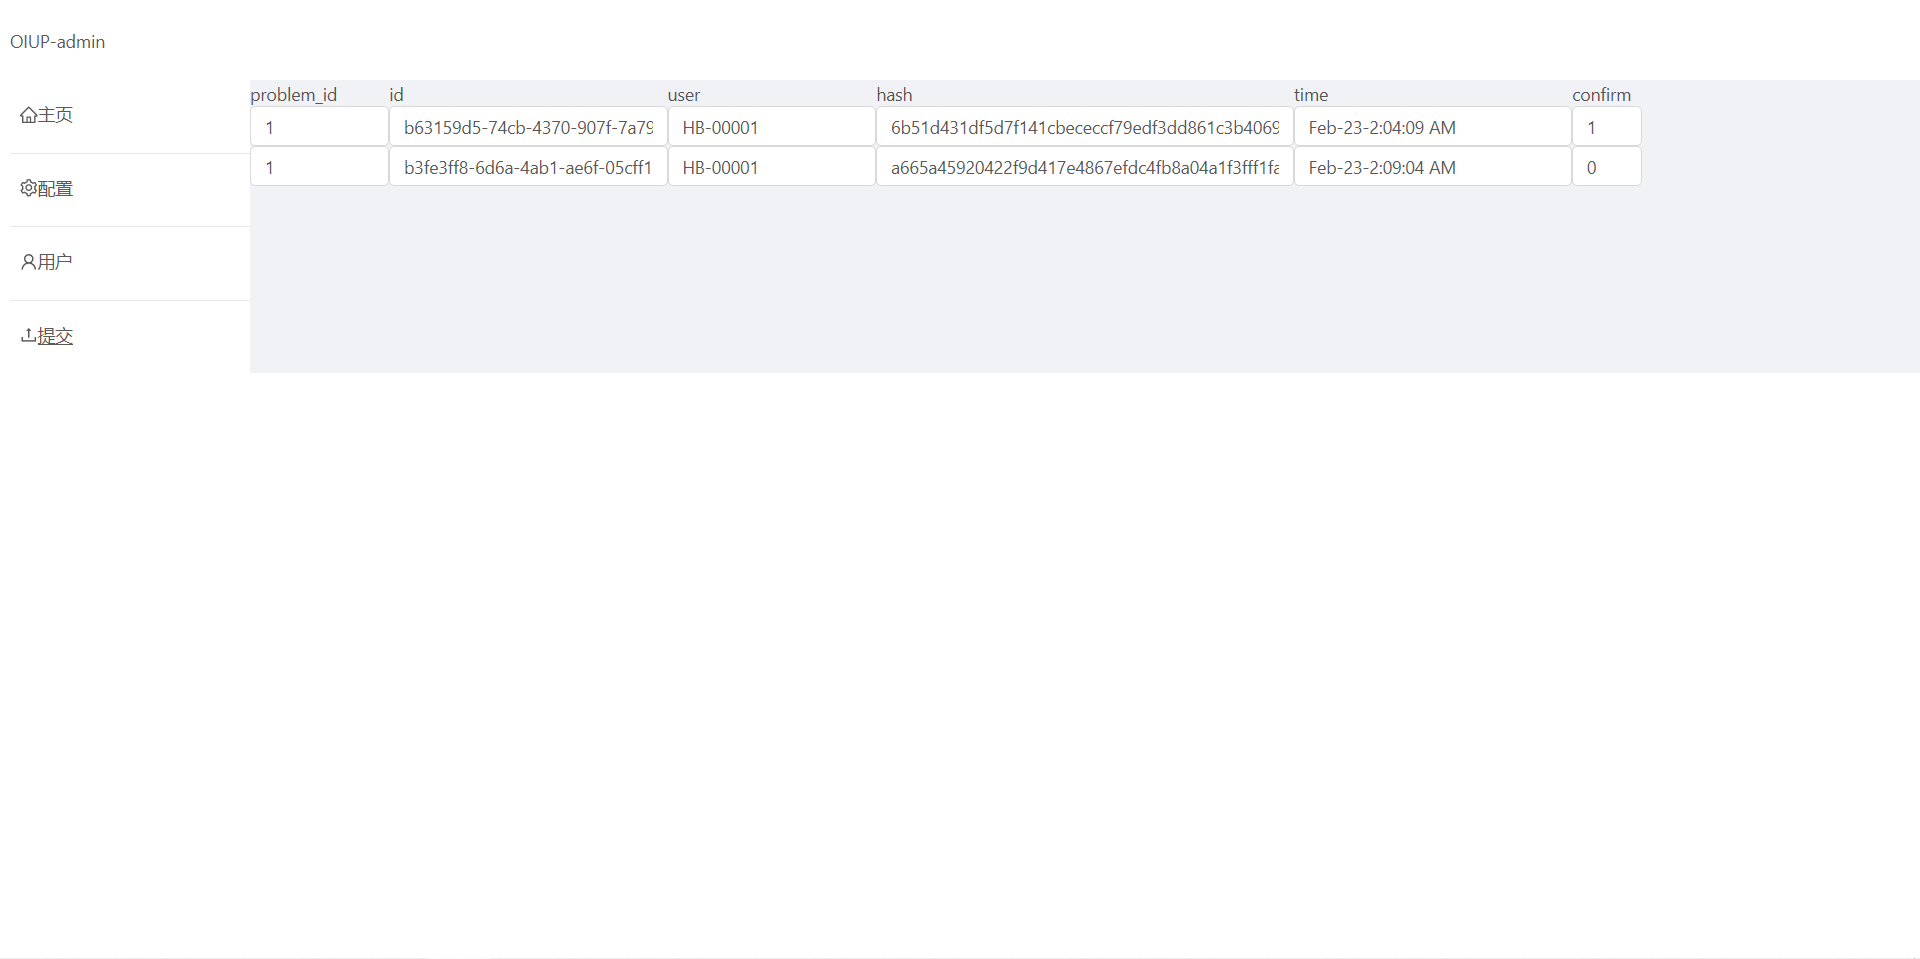 OIUP-admin
主页
配置
用户
提交
problem_id id user hash time confirm
1 b63159d5-74cb-4370-907f-7a79 HB-00001 6b51d431df5d7f141cbececcf79edf3dd861c3b4069 Feb-23-2:04:09 AM 1
1 b3fe3ff8-6d6a-4ab1-ae6f-05cff1 HB-00001 a665a45920422f9d417e4867efdc4fb8a04a1f3fff1fa Feb-23-2:09:04 AM 0